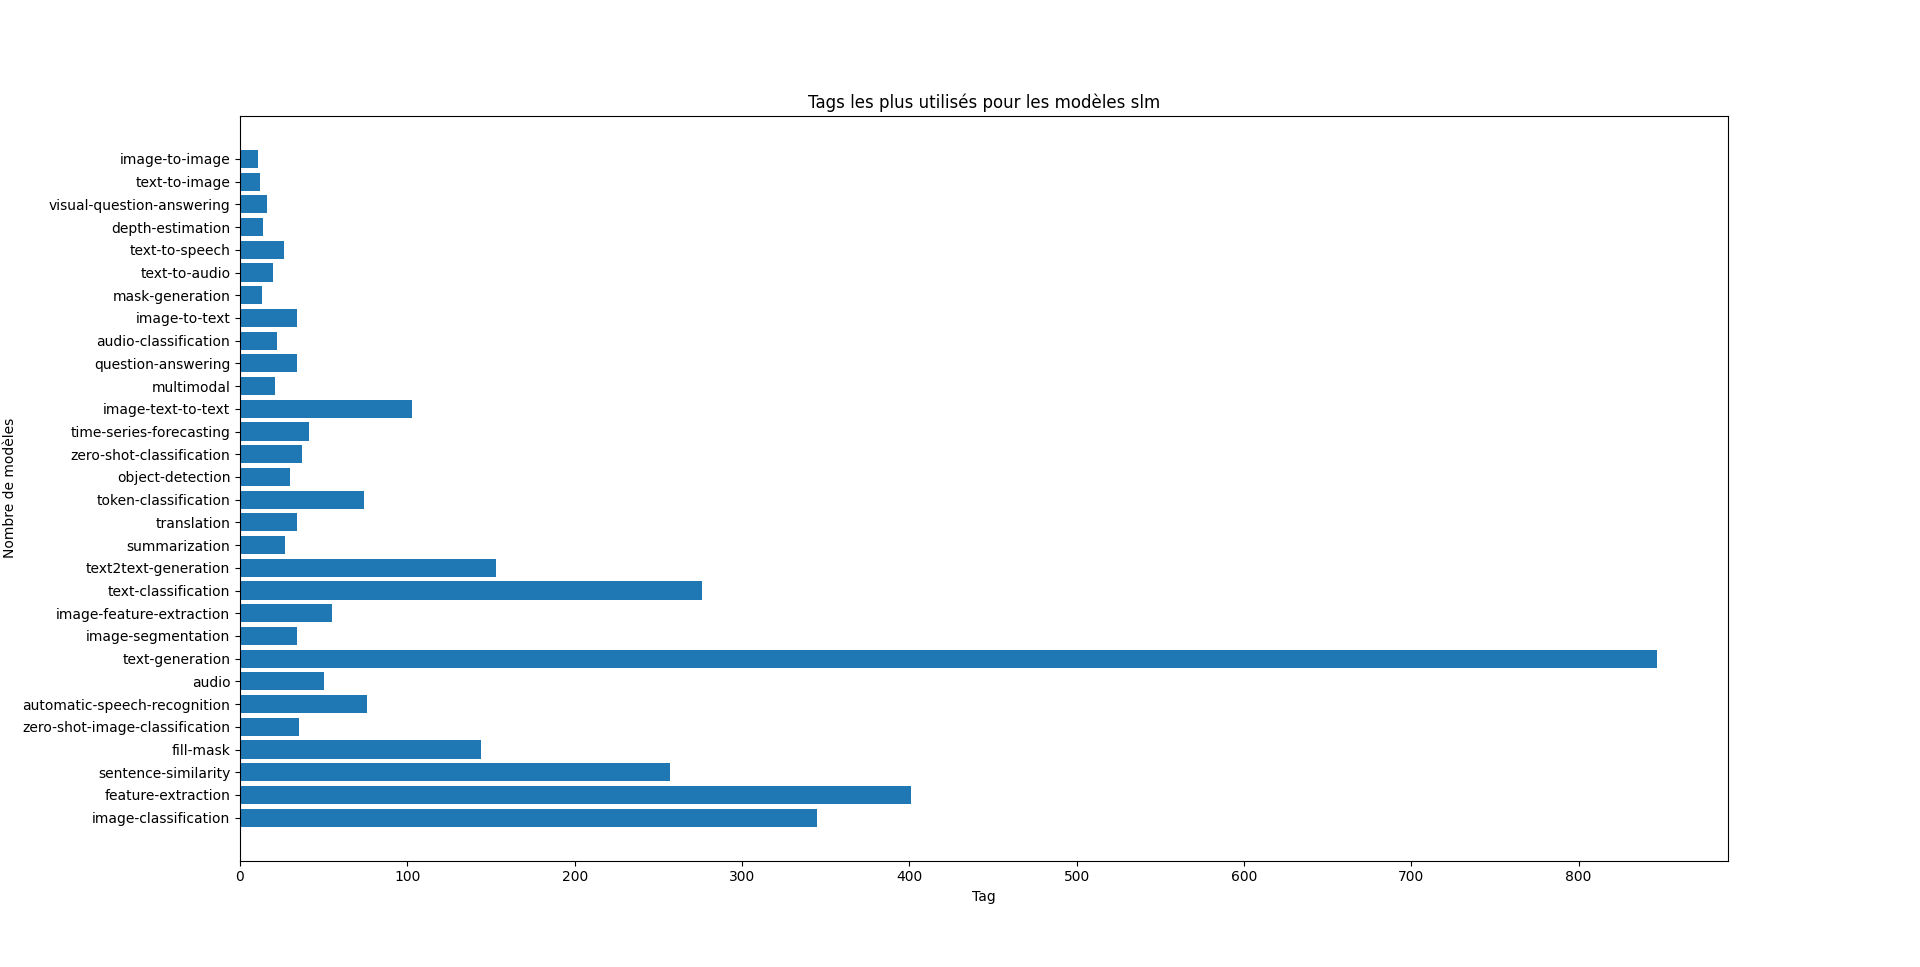 Tags les plus utilisés pour les modèles slm
Nombre de modèles
image-to-image
text-to-image
visual-question-answering
depth-estimation
text-to-speech
text-to-audio
mask-generation
image-to-text
audio-classification
question-answering
multimodal
image-text-to-text
time-series-forecasting
zero-shot-classification
object-detection
token-classification
translation
summarization
text2text-generation
text-classification
image-feature-extraction
image-segmentation
text-generation
audio
automatic-speech-recognition
zero-shot-image-classification
fill-mask
sentence-similarity
feature-extraction
image-classification
0 100 200 300 400 500 600 700 800
Tag